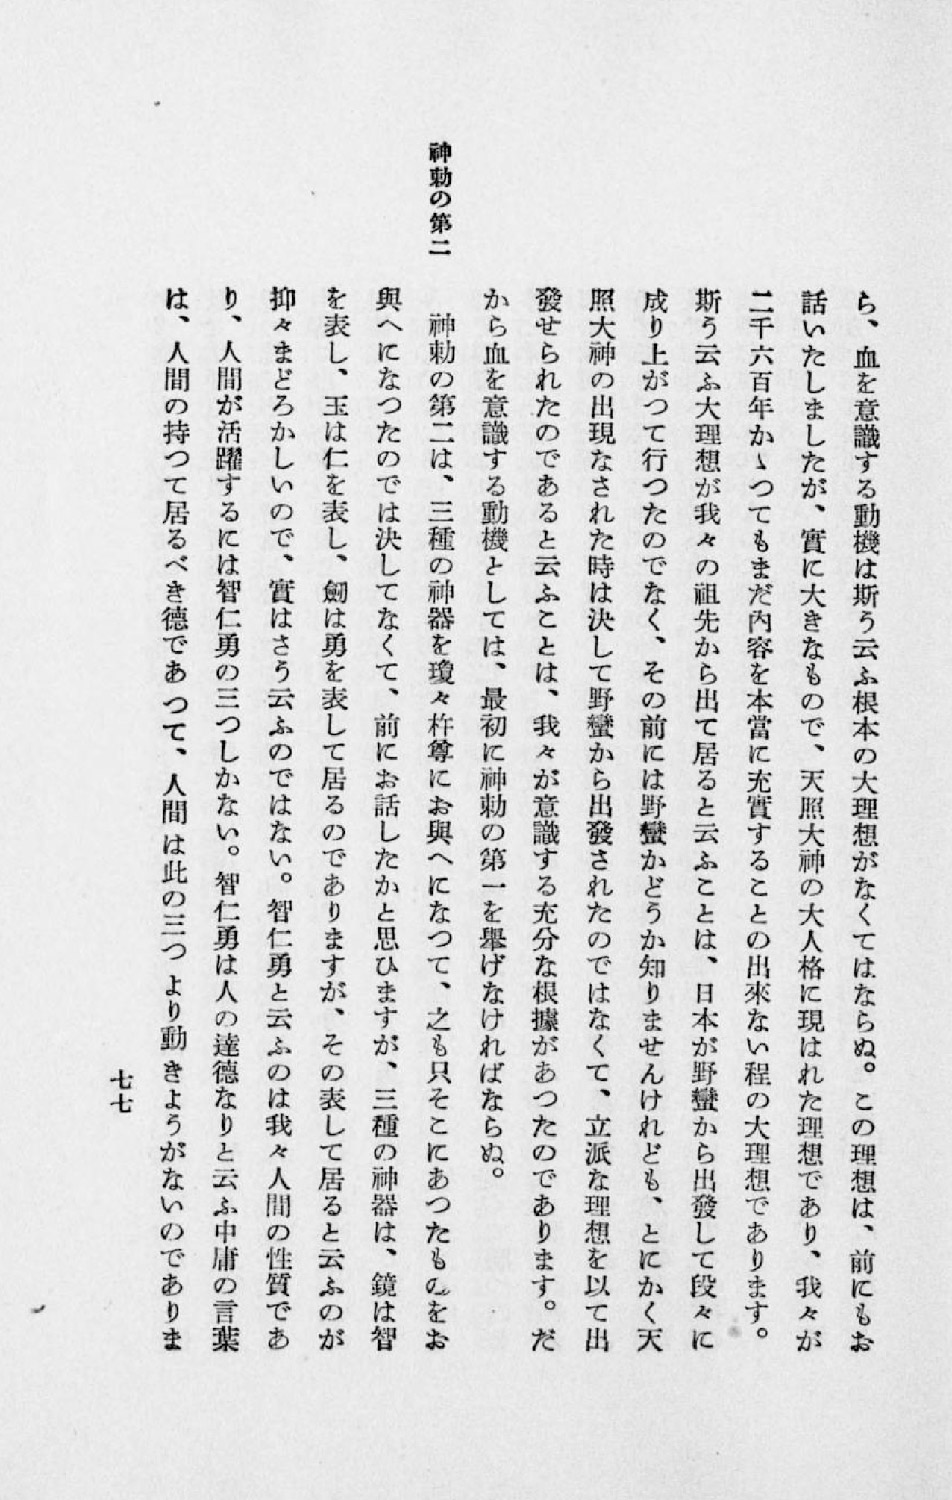 ら、血を意識する動機は斯う云ふ根本の大理想がなくてはならぬ。この理想は、前にもお
話いたしましたが、實に大きなもので、天照大神の大人格に現はれた理想であり、我々が
二千六百年かゝつてもまだ內容を本當に充實することの出來ない程の大理想であります。
斯う云ふ大理想が我々の祖先から出て居ると云ふことは、日本が野蠻から出發して段々に
成り上がつて行つたのでなく、その前には野蠻かどうか知りませんけれども、とにかく天
照大神の出現なされた時は決して野蠻から出發されたのではなくて、立派な理想を以て出
發せられたのであると云ふことは、我々が意識する充分な根據があつたのであります。だ
から血を意識する動機としては、最初に神勅の第一を擧げなければならぬ。
神勅の第二
神勅の第二は、三種の神器を瓊々杵尊にお與へになつて、之も只そこにあつたものをお
與へになつたのでは決してなくて、前にお話したかと思ひますが、三種の神器は、鏡は智
を表し、玉は仁を表し、劒は勇を表して居るのでありますが、その表して居ると云ふのが
抑々まどろかしいので、實はさう云ふのではない。智仁勇と云ふのは我々人間の性質であ
り、人間が活躍するには智仁勇の三つしかない。智仁勇は人の達德なりと云ふ中庸の言葉
は、人間の持つて居るべき德であつて、人間は此の三つより動きようがないのでありま
七七